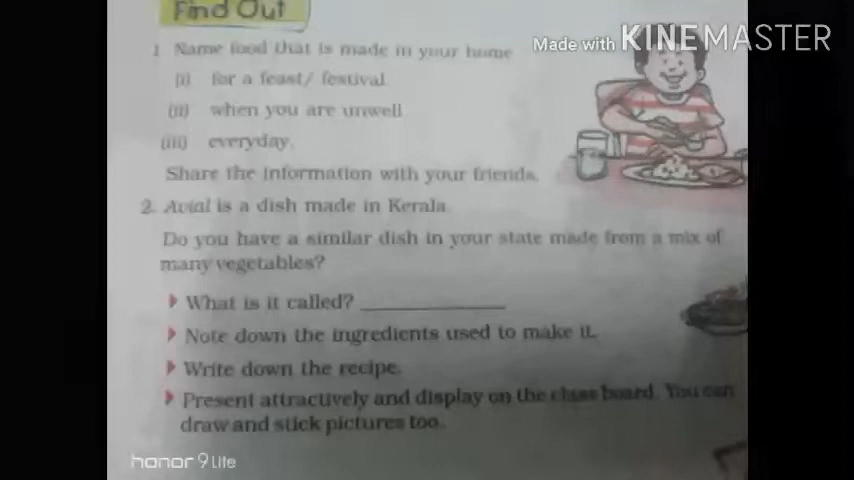 Find Out
Made with KINEMASTER
1 Name food that is made in your home
(i) for a feast/ festival
(ii) when you are unwell
(iii) everyday.
Share the information with your friends.
2. Avial is a dish made in Kerala.
Do you have a similar dish in your state made from a mix of
many vegetables?
What is it called? ____________
Note down the ingredients used to make it.
Write down the recipe.
Present attractively and display on the class board. You can
draw and stick pictures too.
honor 9 Lite